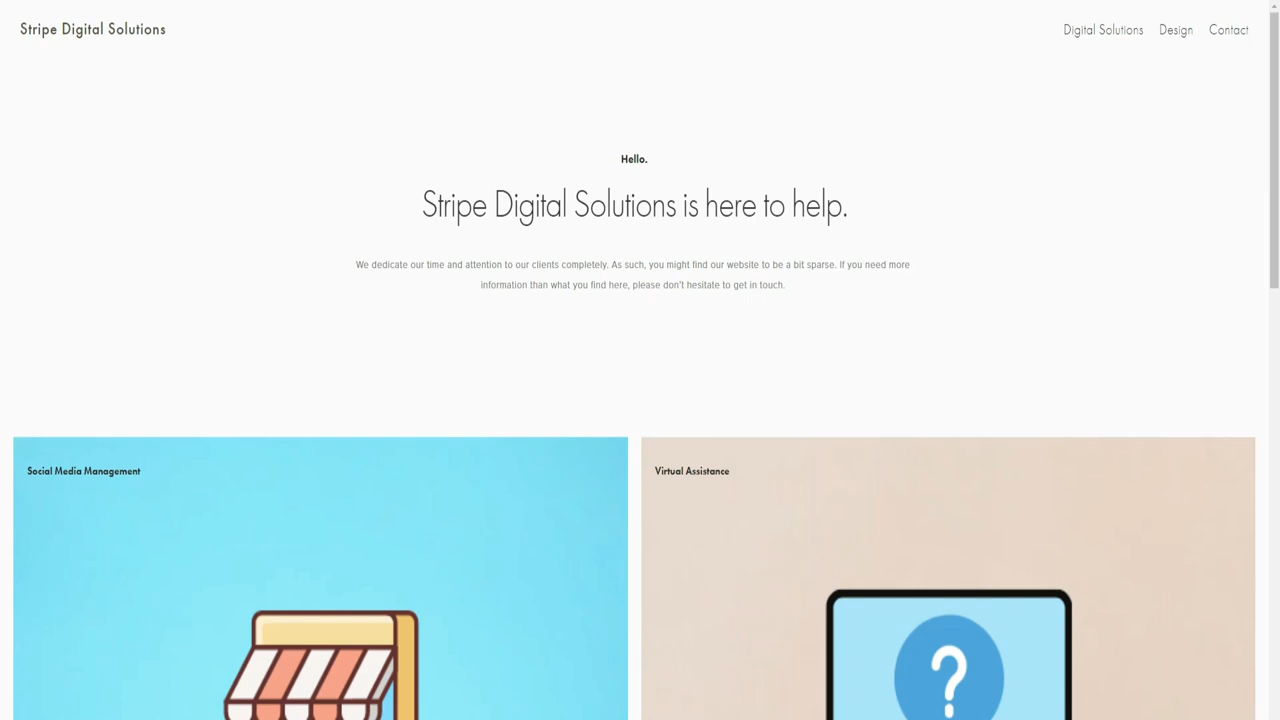 Stripe Digital Solutions
Digital Solutions Design Contact
Hello.
Stripe Digital Solutions is here to help.
We dedicate our time and attention to our clients completely. As such, you might find our website to be a bit sparse. If you need more
information than what you find here, please don't hesitate to get in touch.
Social Media Management
Virtual Assistance
?